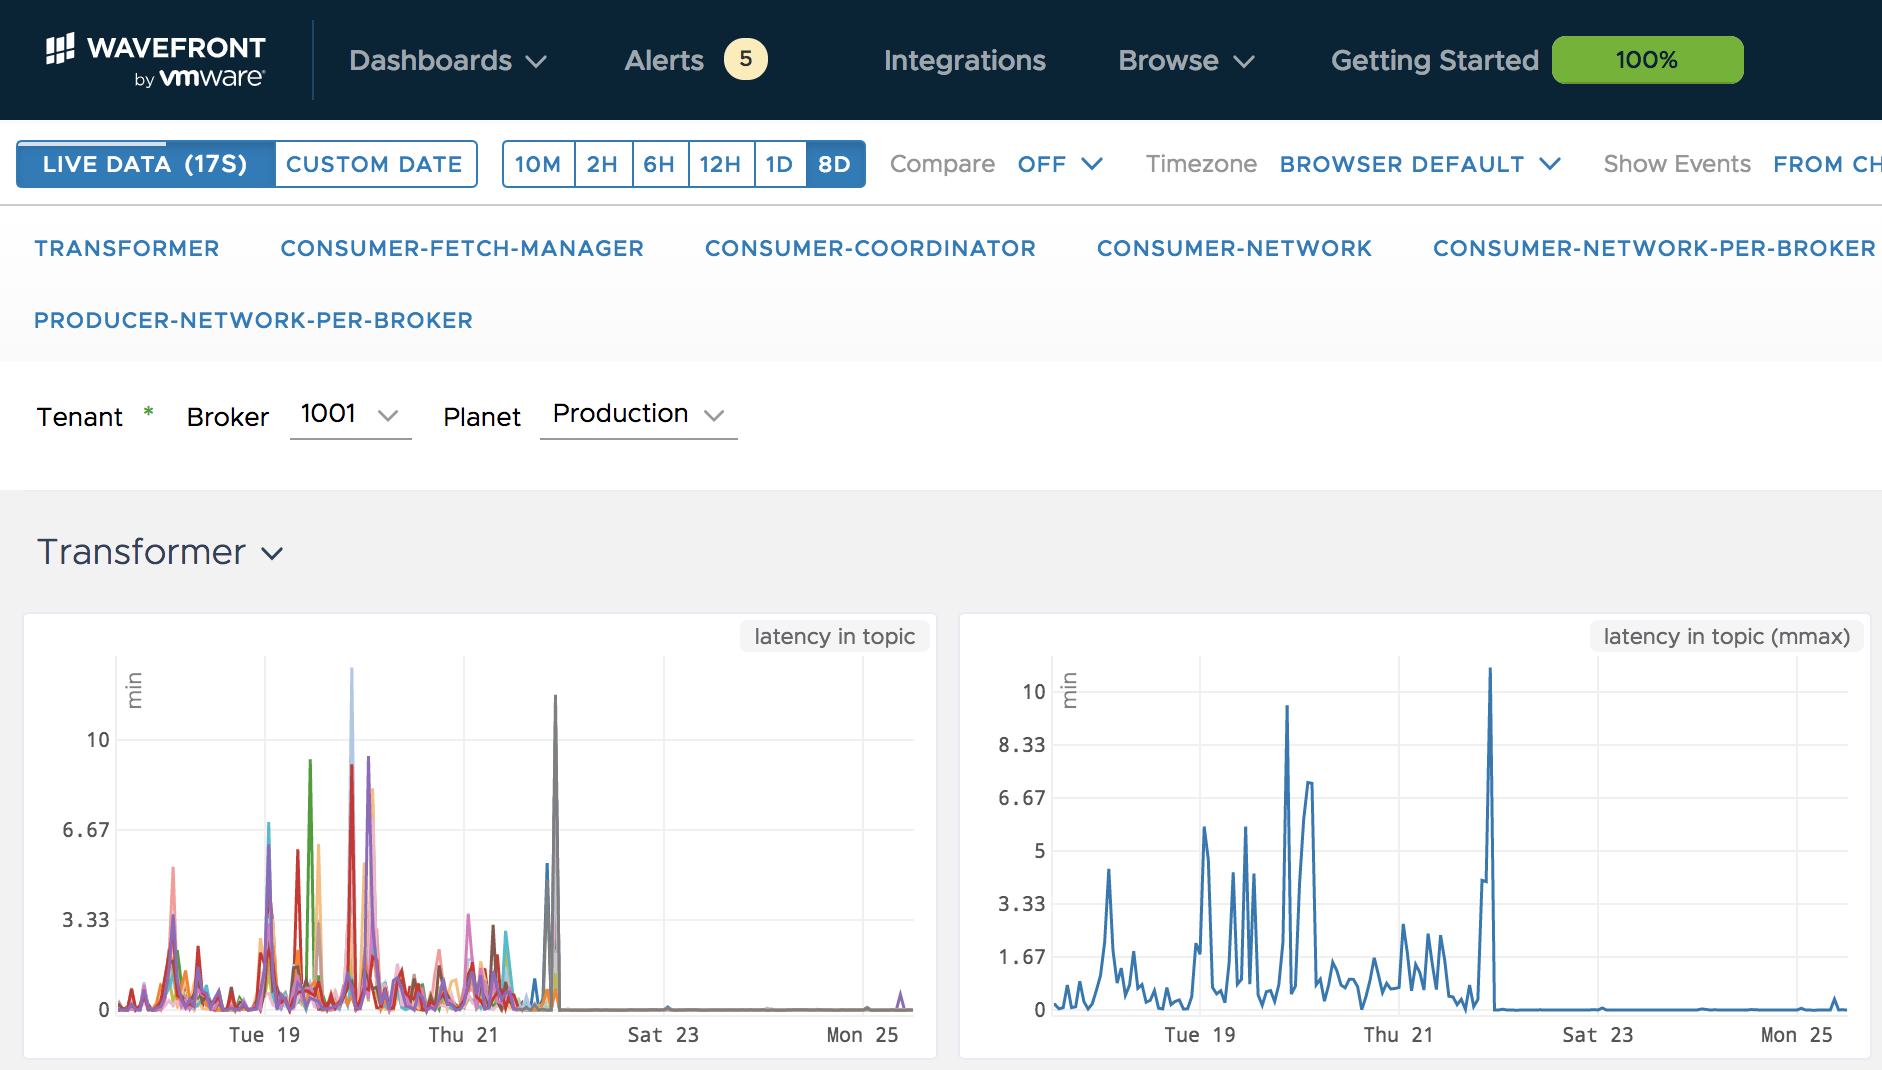 WAVEFRONT
by vmware®
Dashboards Alerts 5 Integrations Browse Getting Started 100%
LIVE DATA (17S) CUSTOM DATE 10M 2H 6H 12H 1D 8D Compare OFF Timezone BROWSER DEFAULT Show Events FROM CH
TRANSFORMER CONSUMER-FETCH-MANAGER CONSUMER-COORDINATOR CONSUMER-NETWORK CONSUMER-NETWORK-PER-BROKER
PRODUCER-NETWORK-PER-BROKER
Tenant * Broker 1001 Planet Production
Transformer
latency in topic
min
10
6.67
3.33
0
Tue 19 Thu 21 Sat 23 Mon 25
latency in topic (mmax)
min
10
8.33
6.67
5
3.33
1.67
0
Tue 19 Thu 21 Sat 23 Mon 25